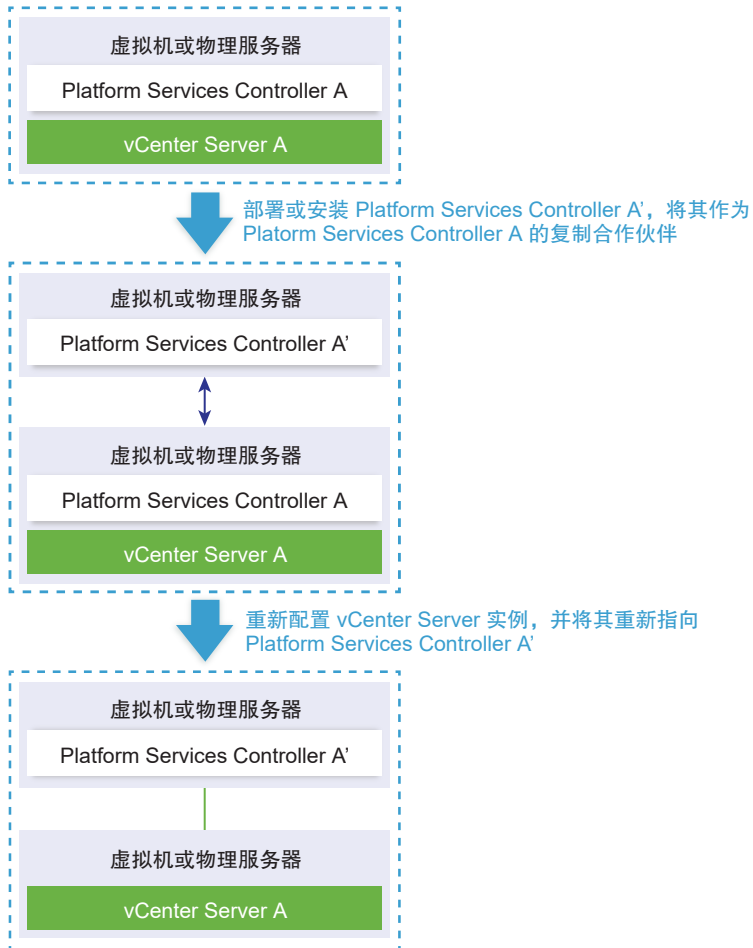 虚拟机或物理服务器
Platform Services Controller A
vCenter Server A
部署或安装 Platform Services Controller A’，将其作为
Platorm Services Controller A 的复制合作伙伴
虚拟机或物理服务器
Platform Services Controller A’
虚拟机或物理服务器
Platform Services Controller A
vCenter Server A
重新配置 vCenter Server 实例，并将其重新指向
Platform Services Controller A’
虚拟机或物理服务器
Platform Services Controller A’
虚拟机或物理服务器
vCenter Server A